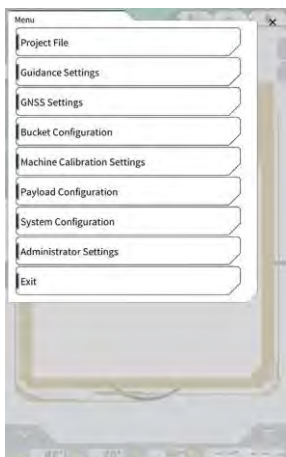 Menu
Project File
Guidance Settings
GNSS Settings
Bucket Configuration
Machine Calibration Settings
Payload Configuration
System Configuration
Administrator Settings
Exit